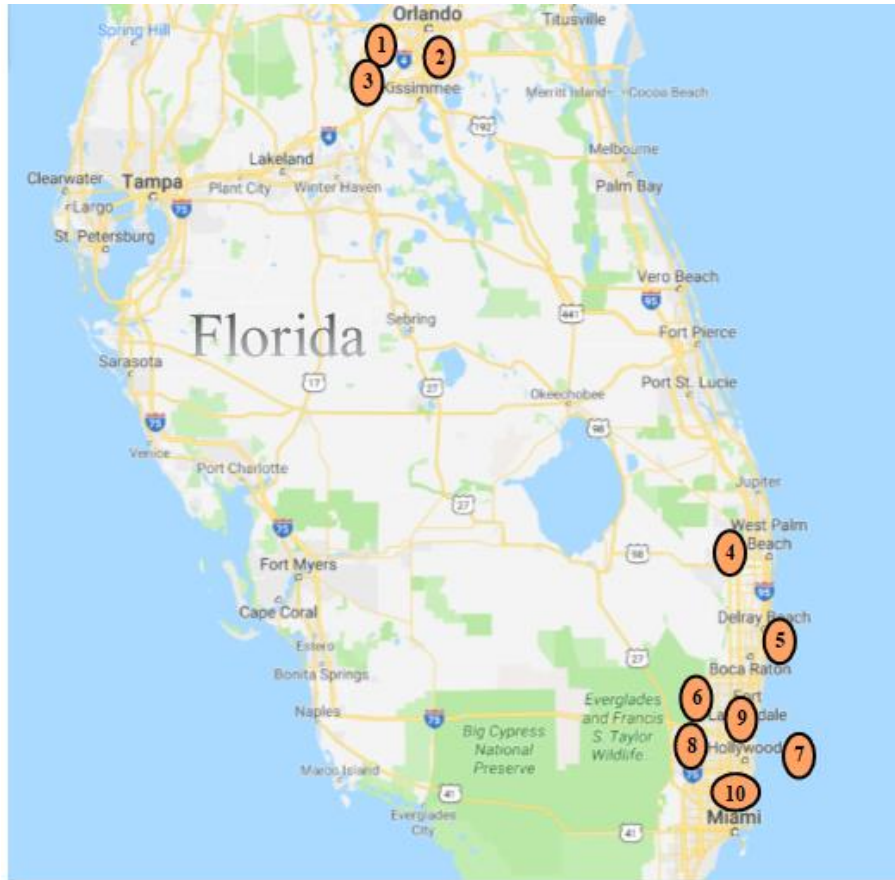 Orlando
Titusville
Spring Hill
1
2
4
3
Kissimmee
Merritt Island
Cocoa Beach
192
4
Melbourne
Lakeland
Clearwater
Tampa
Plant City
Winter Haven
Palm Bay
Largo
75
St. Petersburg
Vero Beach
95
441
Florida
Sebring
Fort Pierce
Sarasota
17
27
Port St. Lucie
Okeechobee
75
98
Venice
Port Charlotte
Jupiter
27
75
West Palm
Beach
4
98
Fort Myers
95
Cape Coral
Delray Beach
5
Estero
27
Boca Raton
Bonita Springs
6
Everglades
and Francis
S. Taylor
Wildlife...
Fort
La dale
9
Naples
75
Big Cypress
National
Preserve
8
Hollywood
7
75
Marco Island
41
10
Everglades
City
41
Miami